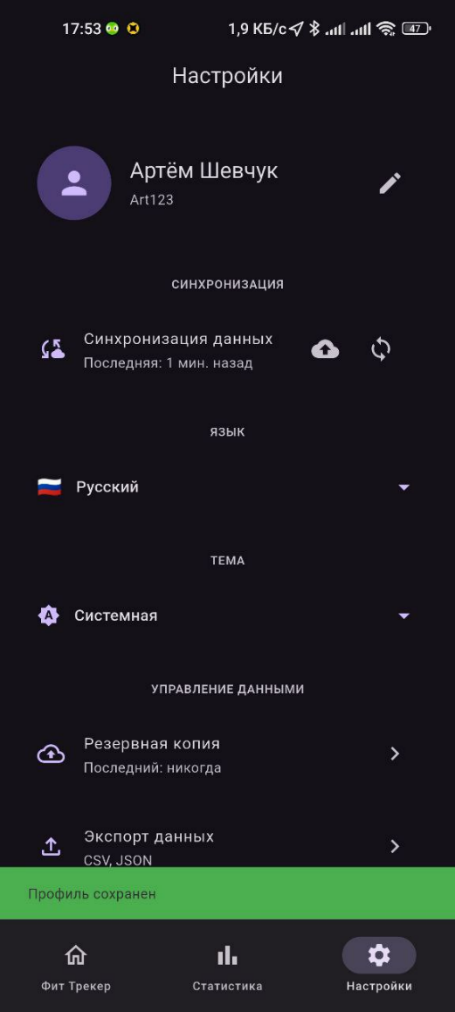 17:53 1,9 КБ/с 47
Настройки
Артём Шевчук
Art123
СИНХРОНИЗАЦИЯ
Синхронизация данных
Последняя: 1 мин. назад
ЯЗЫК
Русский
ТЕМА
A Системная
УПРАВЛЕНИЕ ДАННЫМИ
Резервная копия
Последний: никогда
Экспорт данных
CSV, JSON
Профиль сохранен
Фит Трекер Статистика Настройки